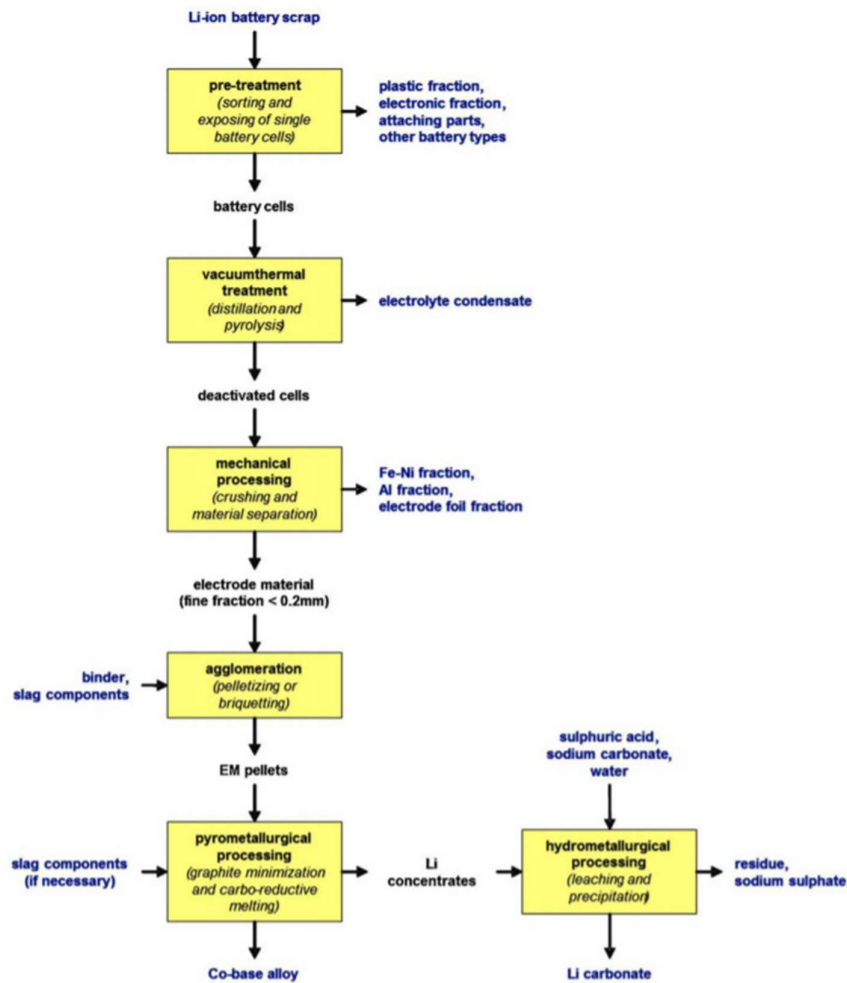 Li-ion battery scrap
pre-treatment
(sorting and
exposing of single
battery cells)
plastic fraction,
electronic fraction,
attaching parts,
other battery types
battery cells
vacuumthermal
treatment
(distillation and
pyrolysis)
electrolyte condensate
deactivated cells
mechanical
processing
(crushing and
material separation)
Fe-Ni fraction,
Al fraction,
electrode foil fraction
electrode material
(fine fraction < 0.2mm)
binder,
slag components
agglomeration
(pelletizing or
briquetting)
EM pellets
sulphuric acid,
sodium carbonate,
water
slag components
(if necessary)
pyrometallurgical
processing
(graphite minimization
and carbo-reductive
melting)
Li
concentrates
hydrometallurgical
processing
(leaching and
precipitation)
residue,
sodium sulphate
Co-base alloy
Li carbonate